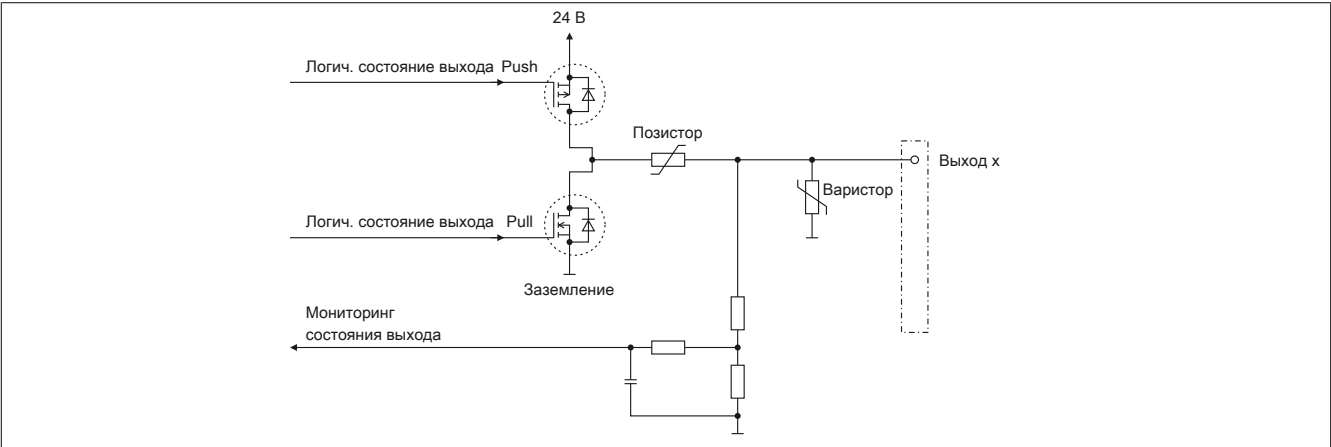 24 В
Логич. состояние выхода Push
Позистор
Выход x
Варистор
Логич. состояние выхода Pull
Заземление
Мониторинг
состояния выхода